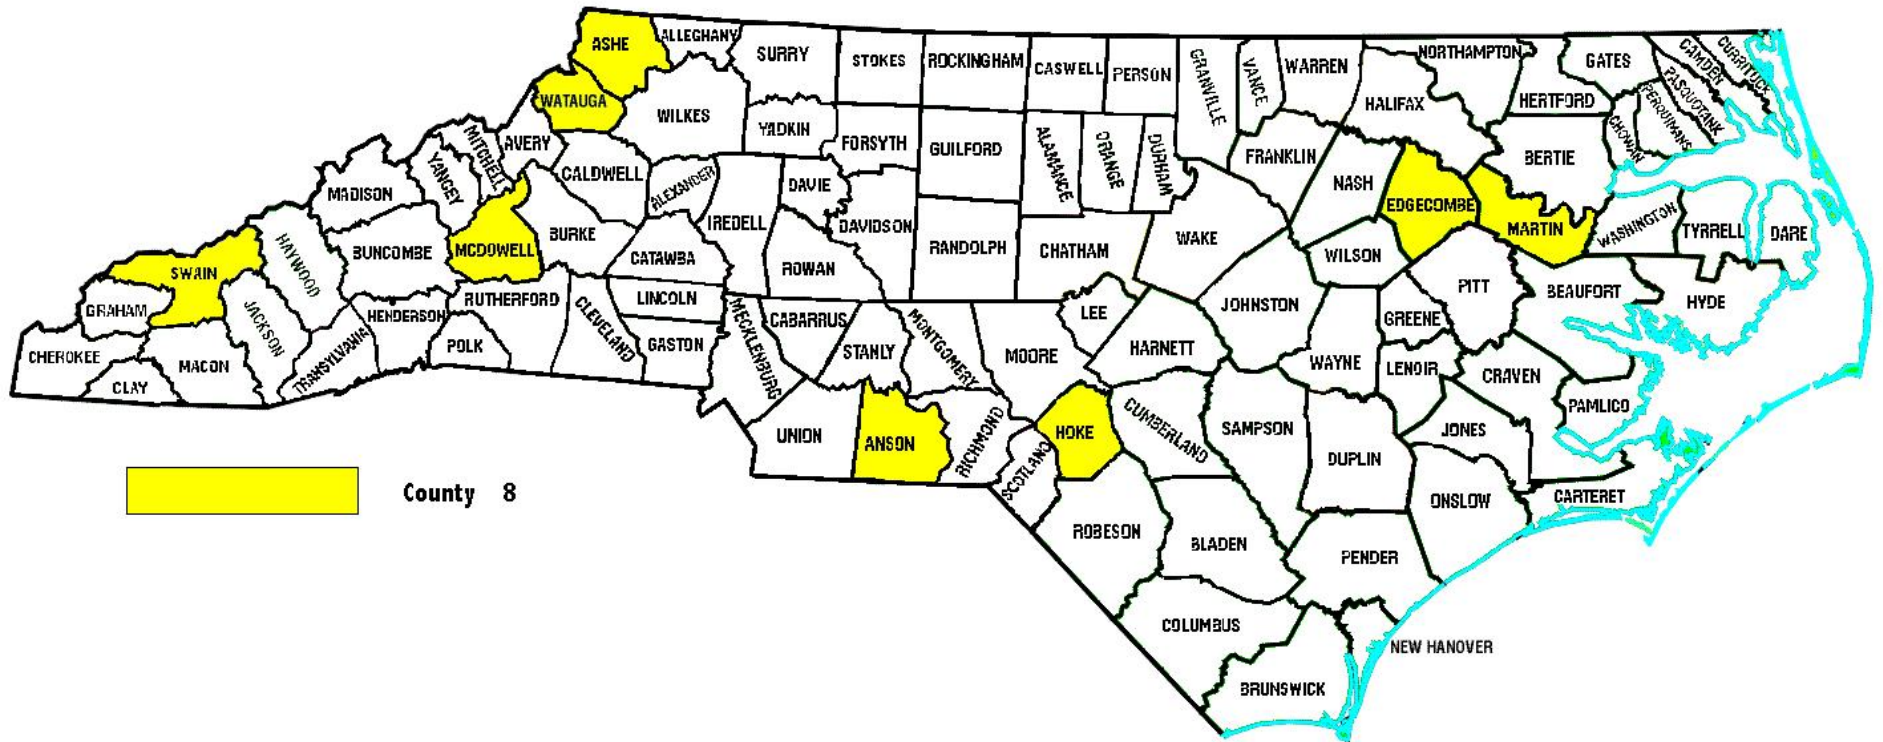 ASHE
ALLEGHANY
SURRY
STOKES
ROCKINGHAM
CASWELL
PERSON
GRANVILLE
VANCE
WARREN
NORTHAMPTON
GATES
CAMDEN
CURRITUCK
PASQUOTANK
PERQUIMANS
CHOWAN
HERTFORD
HALIFAX
WATAUGA
WILKES
YADKIN
FORSYTH
GUILFORD
ALAMANCE
ORANGE
DURHAM
FRANKLIN
NASH
EDGECOMBE
BERTIE
MARTIN
WASHINGTON
TYRRELL
DARE
MITCHELL
AVERY
YANCEY
CALDWELL
ALEXANDER
DAVIE
IREDELL
DAVIDSON
RANDOLPH
CHATHAM
WAKE
WILSON
MADISON
HAYWOOD
BUNCOMBE
MCDOWELL
BURKE
CATAWBA
ROWAN
SWAIN
GRAHAM
JACKSON
HENDERSON
RUTHERFORD
CLEVELAND
LINCOLN
MECKLENBURG
CABARRUS
MONTGOMERY
LEE
JOHNSTON
PITT
BEAUFORT
HYDE
GREENE
CHEROKEE
CLAY
MACON
TRANSYLVANIA
POLK
GASTON
STANLY
MOORE
HARNETT
WAYNE
LENOIR
CRAVEN
PAMLICO
UNION
ANSON
RICHMOND
SCOTLAND
HOKE
CUMBERLAND
SAMPSON
DUPLIN
JONES
ONSLOW
CARTERET
County 8
ROBESON
BLADEN
PENDER
COLUMBUS
NEW HANOVER
BRUNSWICK